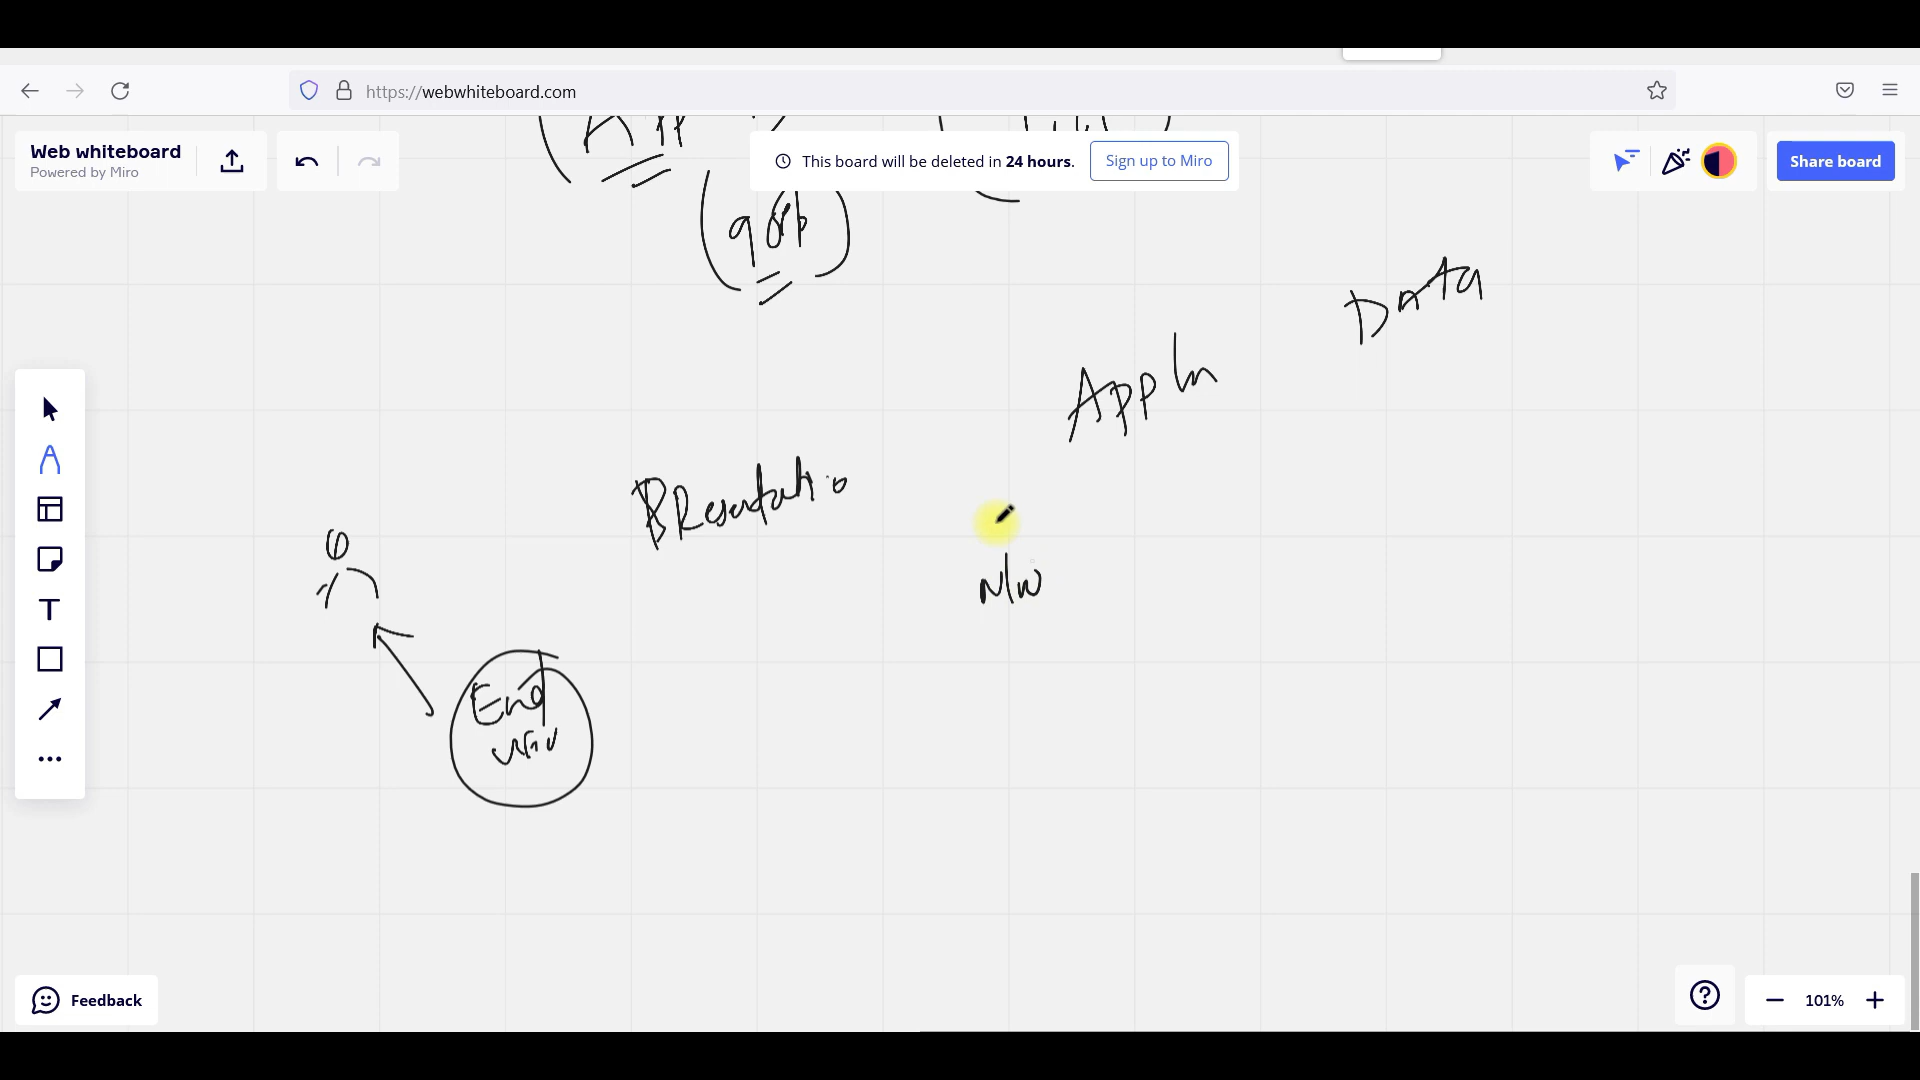 https://webwhiteboard.com
Web whiteboard
Powered by Miro
This board will be deleted in 24 hours.
Sign up to Miro
Share board
App
Data
Appln
PResentatio
N/W
End
T
Feedback
101%